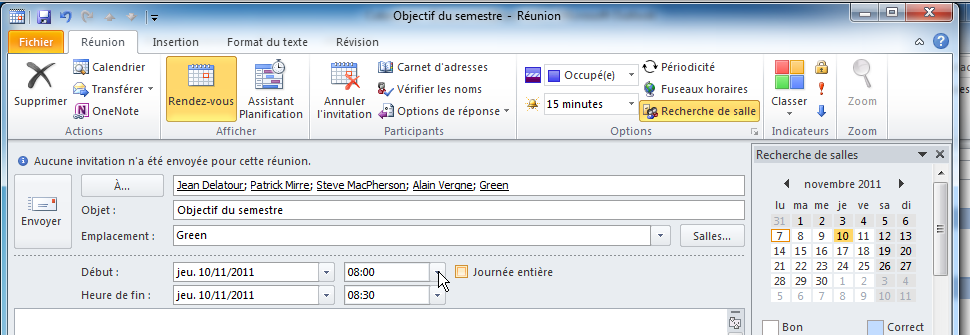 Objectif du semestre - Réunion
Fichier Réunion Insertion Format du texte Révision
Supprimer
Calendrier
Transférer
OneNote
Actions
Rendez-vous
Assistant Planification
Afficher
Annuler l'invitation
Carnet d'adresses
Vérifier les noms
Options de réponse
Participants
Occupé(e)
15 minutes
Périodicité
Fuseaux horaires
Recherche de salle
Options
Classer
Indicateurs
Zoom
Zoom
Aucune invitation n'a été envoyée pour cette réunion.
Envoyer
À... Jean Delatour; Patrick Mirre; Steve MacPherson; Alain Vergne; Green
Objet : Objectif du semestre
Emplacement : Green Salles...
Début : jeu. 10/11/2011 08:00 Journée entière
Heure de fin : jeu. 10/11/2011 08:30
Recherche de salles
novembre 2011
lu ma me je ve sa di
31 1 2 3 4 5 6
7 8 9 10 11 12 13
14 15 16 17 18 19 20
21 22 23 24 25 26 27
28 29 30 1 2 3 4
5 6 7 8 9 10 11
Bon Correct